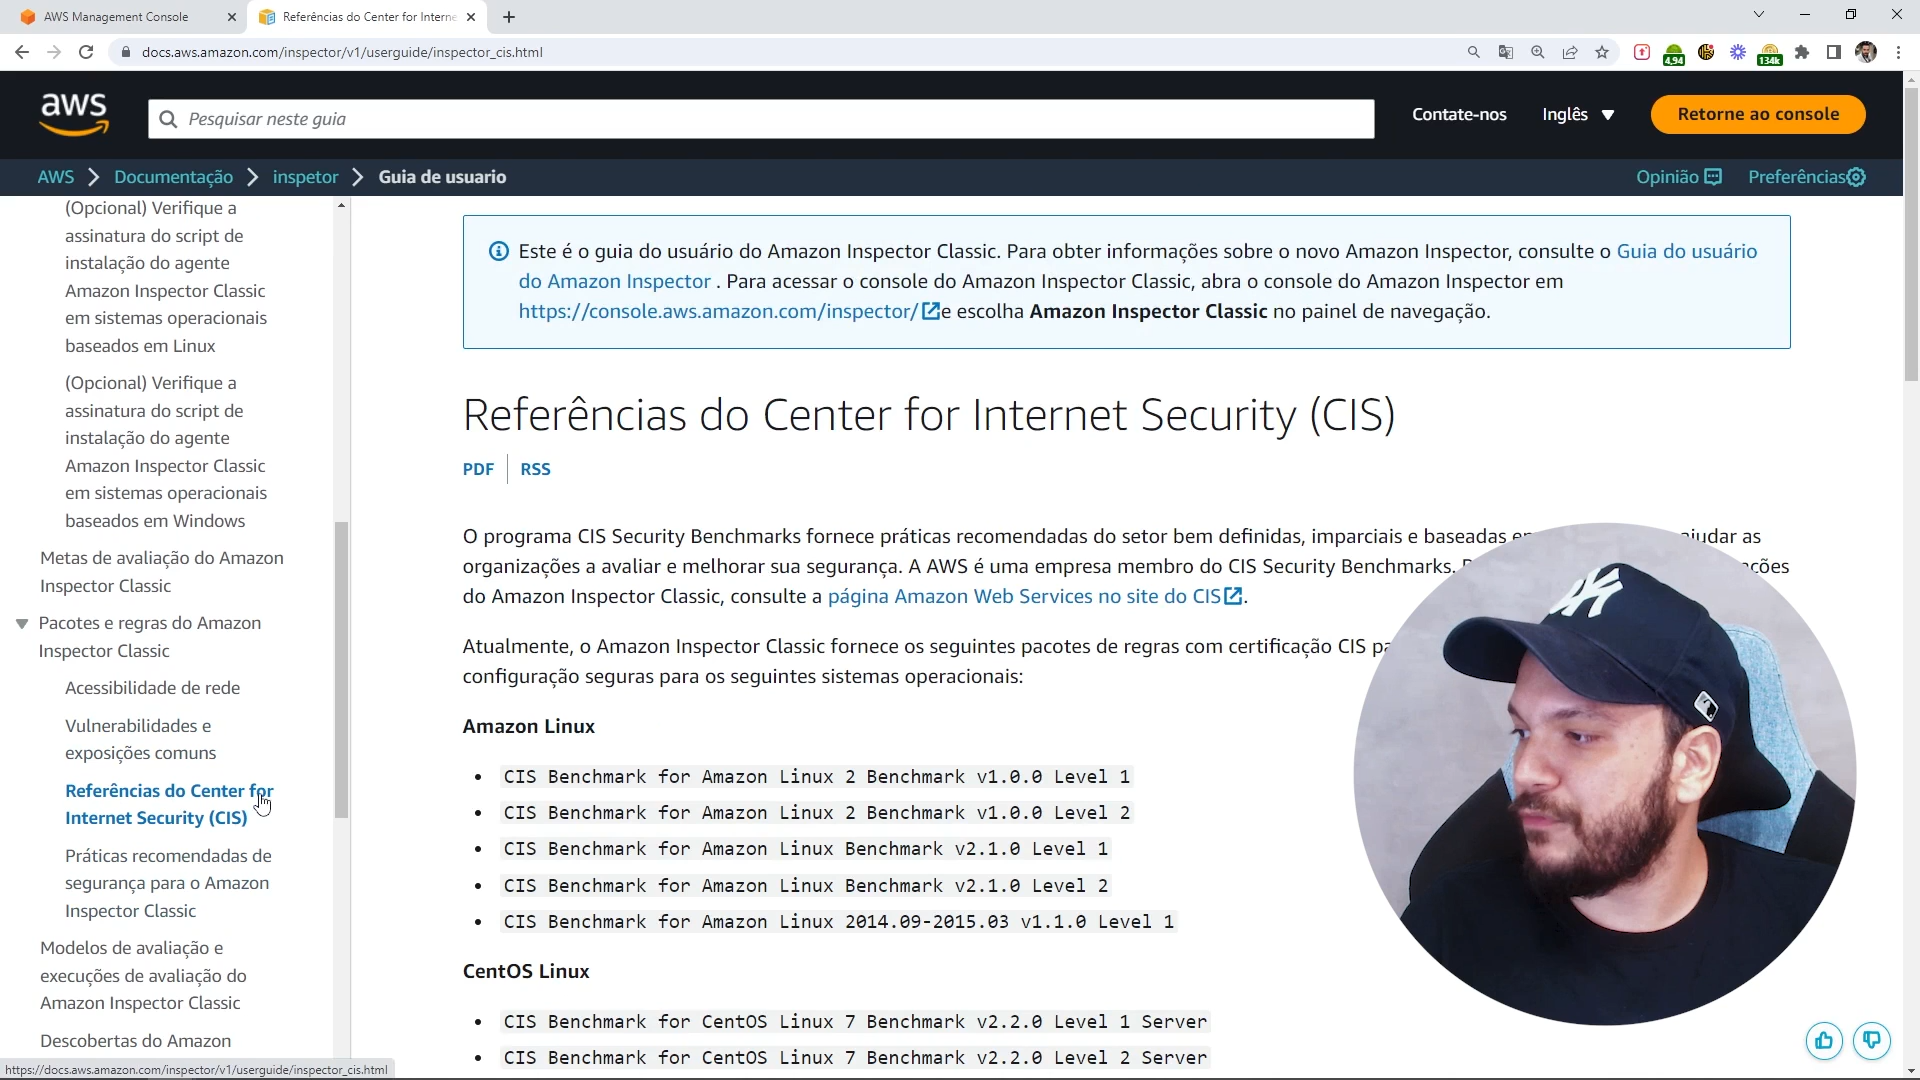 AWS Management Console
Referências do Center for Interne
docs.aws.amazon.com/inspector/v1/userguide/inspector_cis.html
4,94
134k
aws
Pesquisar neste guia
Contate-nos
Inglês
Retorne ao console
AWS
Documentação
inspetor
Guia de usuario
Opinião
Preferências
(Opcional) Verifique a
assinatura do script de
instalação do agente
Amazon Inspector Classic
em sistemas operacionais
baseados em Linux
(Opcional) Verifique a
assinatura do script de
instalação do agente
Amazon Inspector Classic
em sistemas operacionais
baseados em Windows
Metas de avaliação do Amazon
Inspector Classic
Pacotes e regras do Amazon
Inspector Classic
Acessibilidade de rede
Vulnerabilidades e
exposições comuns
Referências do Center for
Internet Security (CIS)
Práticas recomendadas de
segurança para o Amazon
Inspector Classic
Modelos de avaliação e
execuções de avaliação do
Amazon Inspector Classic
Descobertas do Amazon
https://docs.aws.amazon.com/inspector/v1/userguide/inspector_cis.html
Este é o guia do usuário do Amazon Inspector Classic. Para obter informações sobre o novo Amazon Inspector, consulte o Guia do usuário
do Amazon Inspector . Para acessar o console do Amazon Inspector Classic, abra o console do Amazon Inspector em
https://console.aws.amazon.com/inspector/ e escolha Amazon Inspector Classic no painel de navegação.
Referências do Center for Internet Security (CIS)
PDF
RSS
O programa CIS Security Benchmarks fornece práticas recomendadas do setor bem definidas, imparciais e baseadas ajudar as
organizações a avaliar e melhorar sua segurança. A AWS é uma empresa membro do CIS Security Benchmarks.
do Amazon Inspector Classic, consulte a página Amazon Web Services no site do CIS.
Atualmente, o Amazon Inspector Classic fornece os seguintes pacotes de regras com certificação CIS
configuração seguras para os seguintes sistemas operacionais:
Amazon Linux
• CIS Benchmark for Amazon Linux 2 Benchmark v1.0.0 Level 1
• CIS Benchmark for Amazon Linux 2 Benchmark v1.0.0 Level 2
• CIS Benchmark for Amazon Linux Benchmark v2.1.0 Level 1
• CIS Benchmark for Amazon Linux Benchmark v2.1.0 Level 2
• CIS Benchmark for Amazon Linux 2014.09-2015.03 v1.1.0 Level 1
CentOS Linux
• CIS Benchmark for CentOS Linux 7 Benchmark v2.2.0 Level 1 Server
• CIS Benchmark for CentOS Linux 7 Benchmark v2.2.0 Level 2 Server